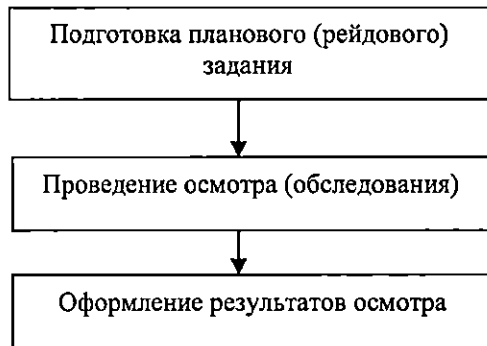 Подготовка планового (рейдового)
задания
Проведение осмотра (обследования)
Оформление результатов осмотра